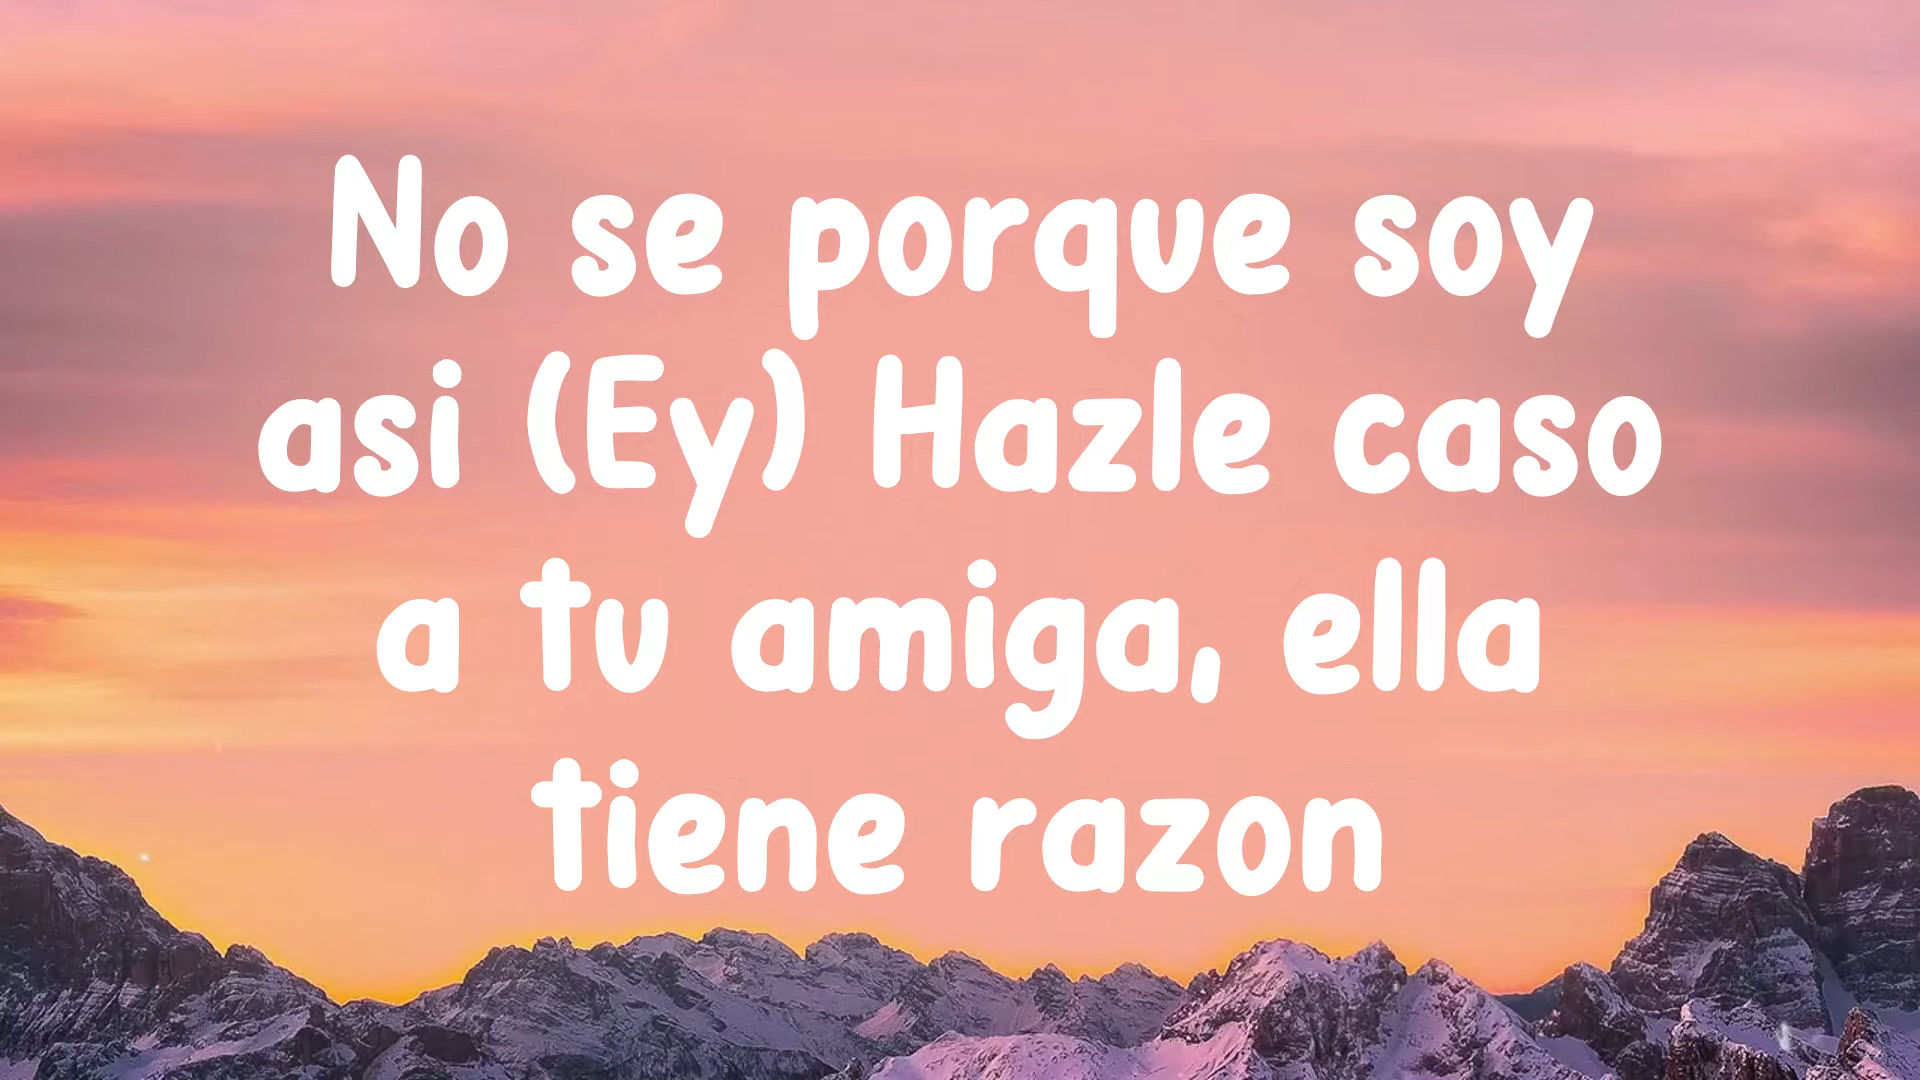 No se porque soy
asi (Ey) Hazle caso
a tu amiga, ella
tiene razon